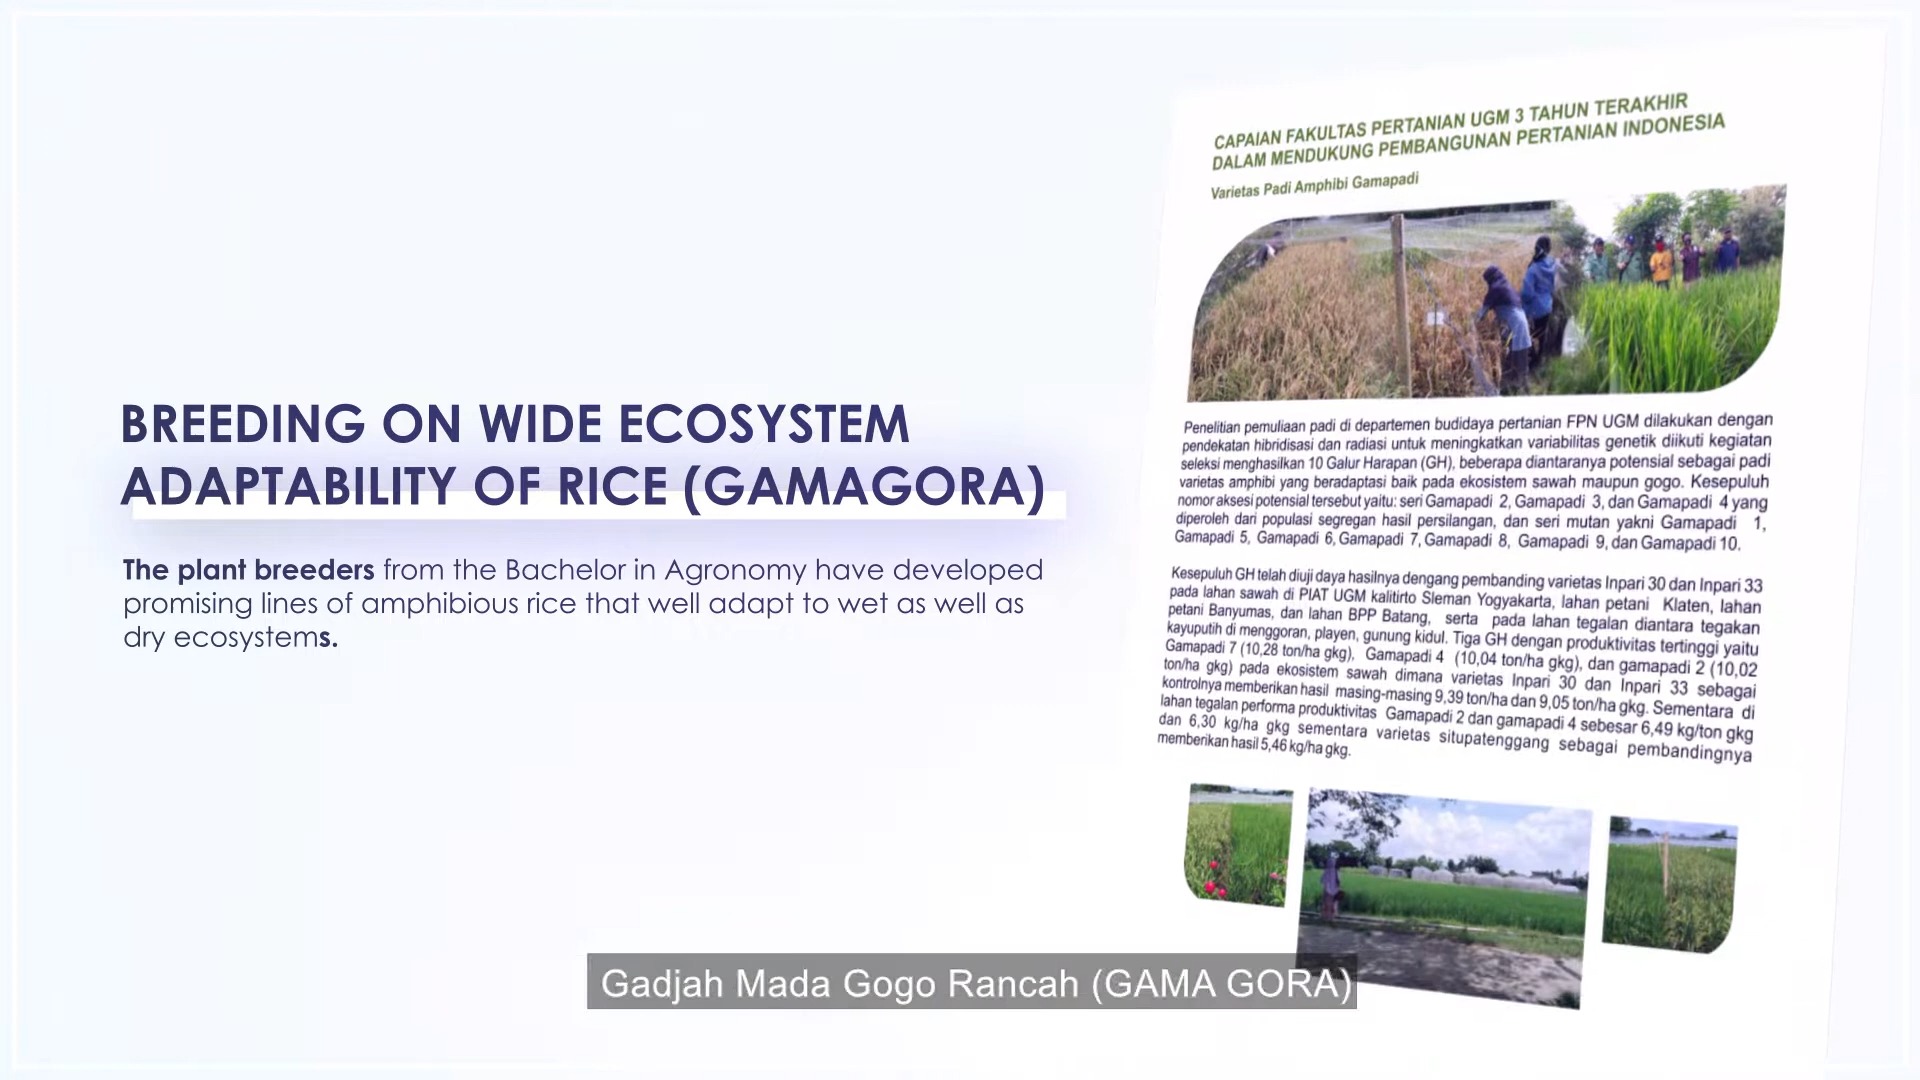 BREEDING ON WIDE ECOSYSTEM
ADAPTABILITY OF RICE (GAMAGORA)
The plant breeders from the Bachelor in Agronomy have developed
promising lines of amphibious rice that well adapt to wet as well as
dry ecosystems.
CAPAIAN FAKULTAS PERTANIAN UGM 3 TAHUN TERAKHIR
DALAM MENDUKUNG PEMBANGUNAN PERTANIAN INDONESIA
Varietas Padi Amphibi Gamapadi
Penelitian pemuliaan padi di departemen budidaya pertanian FPN UGM dilakukan dengan
pendekatan hibridisasi dan radiasi untuk meningkatkan variabilitas genetik diikuti kegiatan
seleksi menghasilkan 10 Galur Harapan (GH), beberapa diantaranya potensial sebagai padi
varietas amphibi yang beradaptasi baik pada ekosistem sawah maupun gogo. Kesepuluh
nomor aksesi potensial tersebut yaitu: seri Gamapadi 2, Gamapadi 3, dan Gamapadi 4 yang
diperoleh dari populasi segregan hasil persilangan, dan seri mutan yakni Gamapadi 1,
Gamapadi 5, Gamapadi 6, Gamapadi 7, Gamapadi 8, Gamapadi 9, dan Gamapadi 10.
Kesepuluh GH telah diuji daya hasilnya dengang pembanding varietas Inpari 30 dan Inpari 33
pada lahan sawah di PIAT UGM kalitirto Sleman Yogyakarta, lahan petani Klaten, lahan
petani Banyumas, dan lahan BPP Batang, serta pada lahan tegalan diantara tegakan
kayuputih di menggoran, playen, gunung kidul. Tiga GH dengan produktivitas tertinggi yaitu
Gamapadi 7 (10,28 ton/ha gkg), Gamapadi 4 (10,04 ton/ha gkg), dan gamapadi 2 (10,02
ton/ha gkg) pada ekosistem sawah dimana varietas Inpari 30 dan Inpari 33 sebagai
kontrolnya memberikan hasil masing-masing 9,39 ton/ha dan 9,05 ton/ha gkg. Sementara di
lahan tegalan performa produktivitas Gamapadi 2 dan gamapadi 4 sebesar 6,49 kg/ton gkg
dan 6,30 kg/ha gkg sementara varietas situpatenggang sebagai pembandingnya
memberikan hasil 5,46 kg/ha gkg.
Gadjah Mada Gogo Rancah (GAMA GORA)